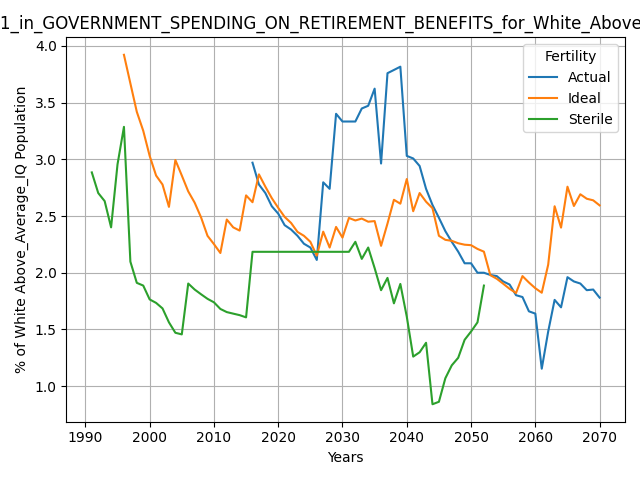 1_in_GOVERNMENT_SPENDING_ON_RETIREMENT_BENEFITS_for_White_Above
Fertility
Actual
Ideal
Sterile
% of White Above_Average_IQ Population
4.0
3.5
3.0
2.5
2.0
1.5
1.0
1990 2000 2010 2020 2030 2040 2050 2060 2070
Years